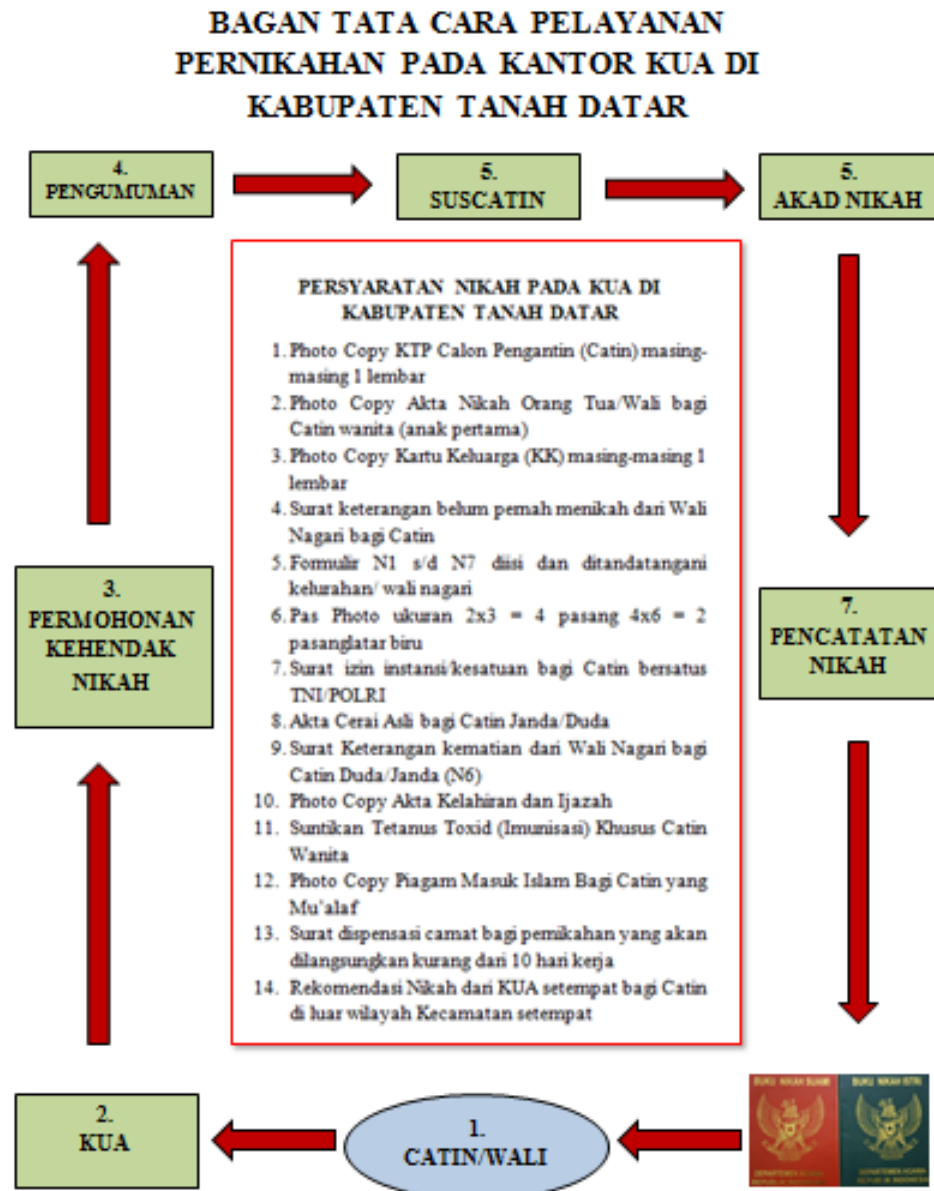 BAGAN TATA CARA PELAYANAN
PERNIKAHAN PADA KANTOR KUA DI
KABUPATEN TANAH DATAR
4.
PENGUMUMAN
5.
SUSCATIN
5.
AKAD NIKAH
PERSYARATAN NIKAH PADA KUA DI
KABUPATEN TANAH DATAR
1. Photo Copy KTP Calon Pengantin (Catin) masing-
masing 1 lembar
2. Photo Copy Akta Nikah Orang Tua/Wali bagi
Catin wanita (anak pertama)
3. Photo Copy Kartu Keluarga (KK) masing-masing 1
lembar
4. Surat keterangan belum pernah menikah dari Wali
Nagari bagi Catin
5. Formulir N1 s/d N7 diisi dan ditandatangani
kelurahan/ wali nagari
6. Pas Photo ukuran 2x3 = 4 pasang 4x6 = 2
pasanglatar biru
7. Surat izin instansi/kesatuan bagi Catin bersatus
TNI/POLRI
8. Akta Cerai Asli bagi Catin Janda/Duda
9. Surat Keterangan kematian dari Wali Nagari bagi
Catin Duda/Janda (N6)
10. Photo Copy Akta Kelahiran dan Ijazah
11. Suntikan Tetanus Toxid (Imunisasi) Khusus Catin
Wanita
12. Photo Copy Piagam Masuk Islam Bagi Catin yang
Mu'alaf
13. Surat dispensasi camat bagi pernikahan yang akan
dilangsungkan kurang dari 10 hari kerja
14. Rekomendasi Nikah dari KUA setempat bagi Catin
di luar wilayah Kecamatan setempat
3.
PERMOHONAN
KEHENDAK
NIKAH
7.
PENCATATAN
NIKAH
2.
KUA
1.
CATIN/WALI
BUKU NIKAH SUAMI
BUKU NIKAH ISTRI
DEPARTEMEN AGAMA
REPUBLIK INDONESIA
DEPARTEMEN AGAMA
REPUBLIK INDONESIA